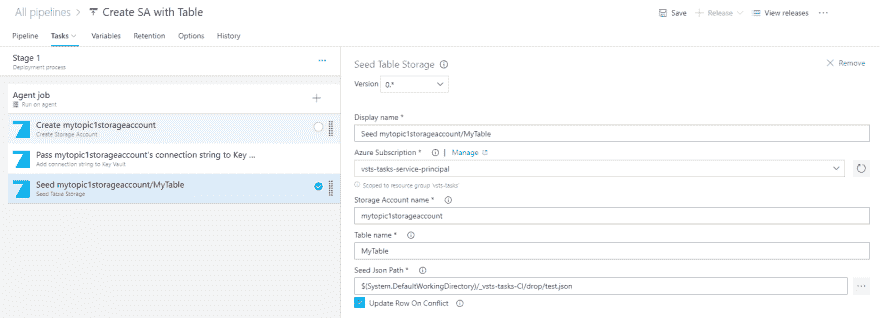 All pipelines > Create SA with Table
Save + Release View releases ...
Pipeline Tasks Variables Retention Options History
Stage 1
Deployment process
...
Agent job
Run on agent
Create mytopic1storageaccount
Create Storage Account
Pass mytopic1storageaccount's connection string to Key ...
Add connection string to Key Vault
Seed mytopic1storageaccount/MyTable
Seed Table Storage
Seed Table Storage
Remove
Version 0.*
Display name *
Seed mytopic1storageaccount/MyTable
Azure Subscription * | Manage
vsts-tasks-service-principal
Scoped to resource group 'vsts-tasks'
Storage Account name *
mytopic1storageaccount
Table name *
MyTable
Seed Json Path *
$(System.DefaultWorkingDirectory)/_vsts-tasks-CI/drop/test.json
...
Update Row On Conflict